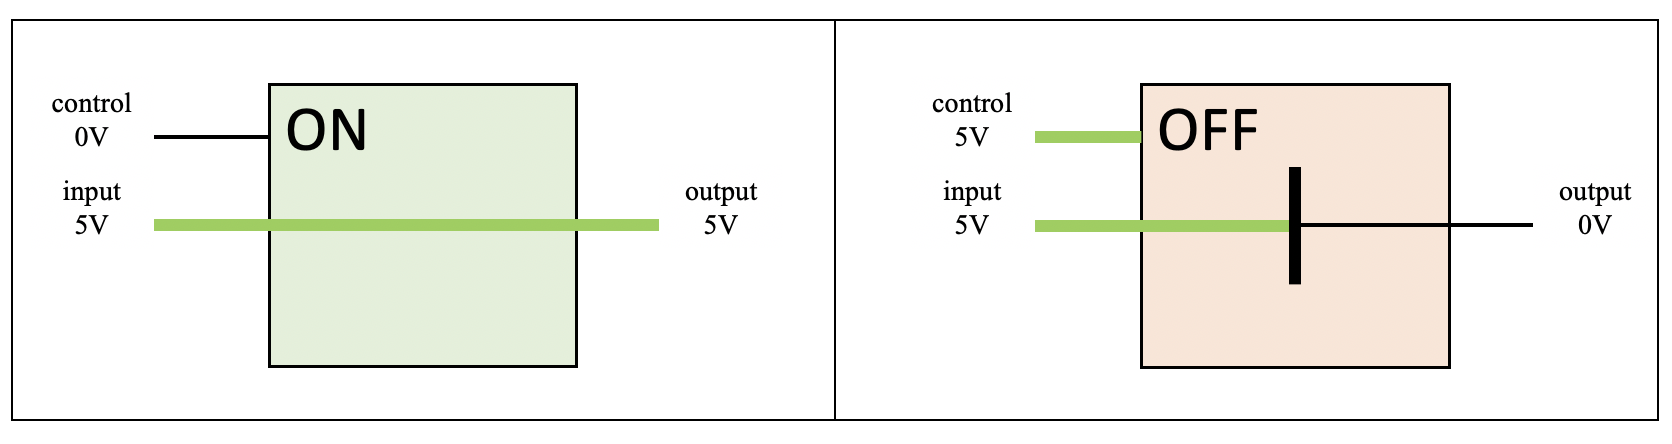 control
0V
ON
input
5V
output
5V
control
5V
OFF
input
5V
output
0V